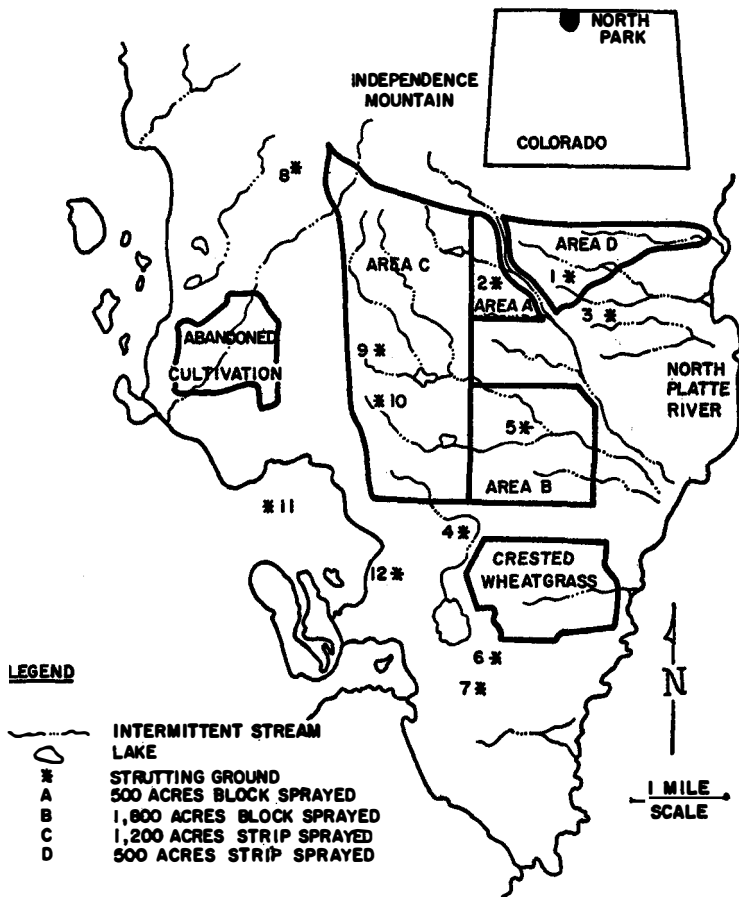 NORTH
PARK
COLORADO
INDEPENDENCE
MOUNTAIN
8
AREA D
AREA C
1
2
AREA A
3
ABANDONED
CULTIVATION
9
NORTH
PLATTE
RIVER
10
5
AREA B
11
4
CRESTED
WHEATGRASS
12
6
7
N
LEGEND
INTERMITTENT STREAM
LAKE
STRUTTING GROUND
A 500 ACRES BLOCK SPRAYED
B 1,800 ACRES BLOCK SPRAYED
C 1,200 ACRES STRIP SPRAYED
D 500 ACRES STRIP SPRAYED
1 MILE
SCALE